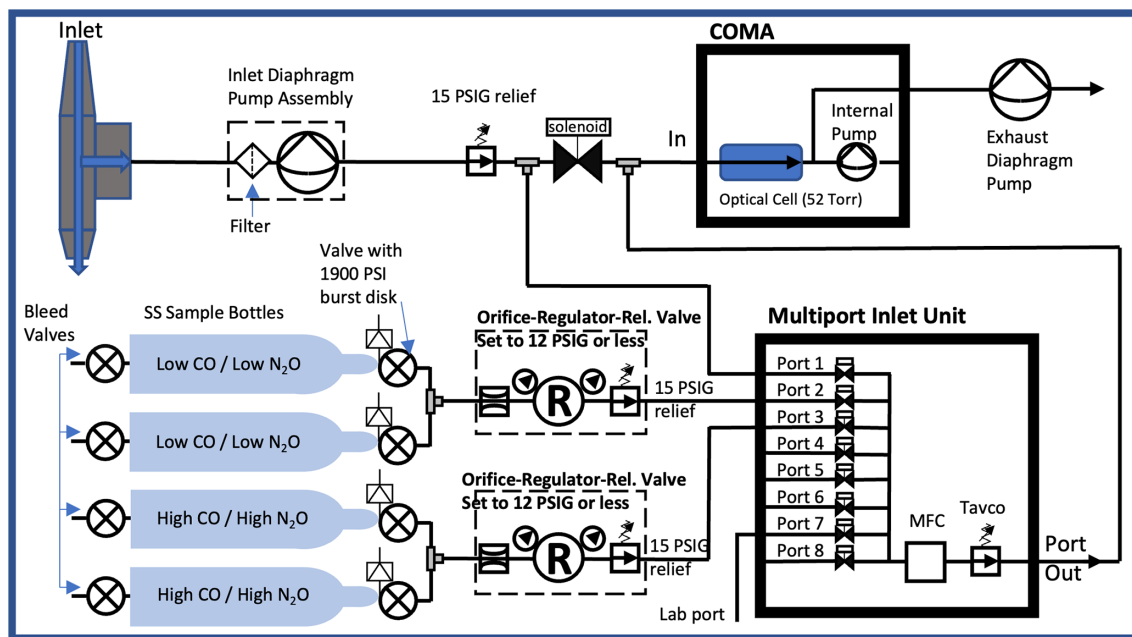 Inlet
Inlet Diaphragm
Pump Assembly
Filter
15 PSIG relief
solenoid
In
COMA
Internal
Pump
Optical Cell (52 Torr)
Exhaust
Diaphragm
Pump
Valve with
1900 PSI
burst disk
Bleed
Valves
SS Sample Bottles
Low CO / Low N₂O
Low CO / Low N₂O
High CO / High N₂O
High CO / High N₂O
Orifice-Regulator-Rel. Valve
Set to 12 PSIG or less
R
15 PSIG
relief
Orifice-Regulator-Rel. Valve
Set to 12 PSIG or less
R
15 PSIG
relief
Multiport Inlet Unit
Port 1
Port 2
Port 3
Port 4
Port 5
Port 6
Port 7
Port 8
MFC
Tavco
Port
Out
Lab port